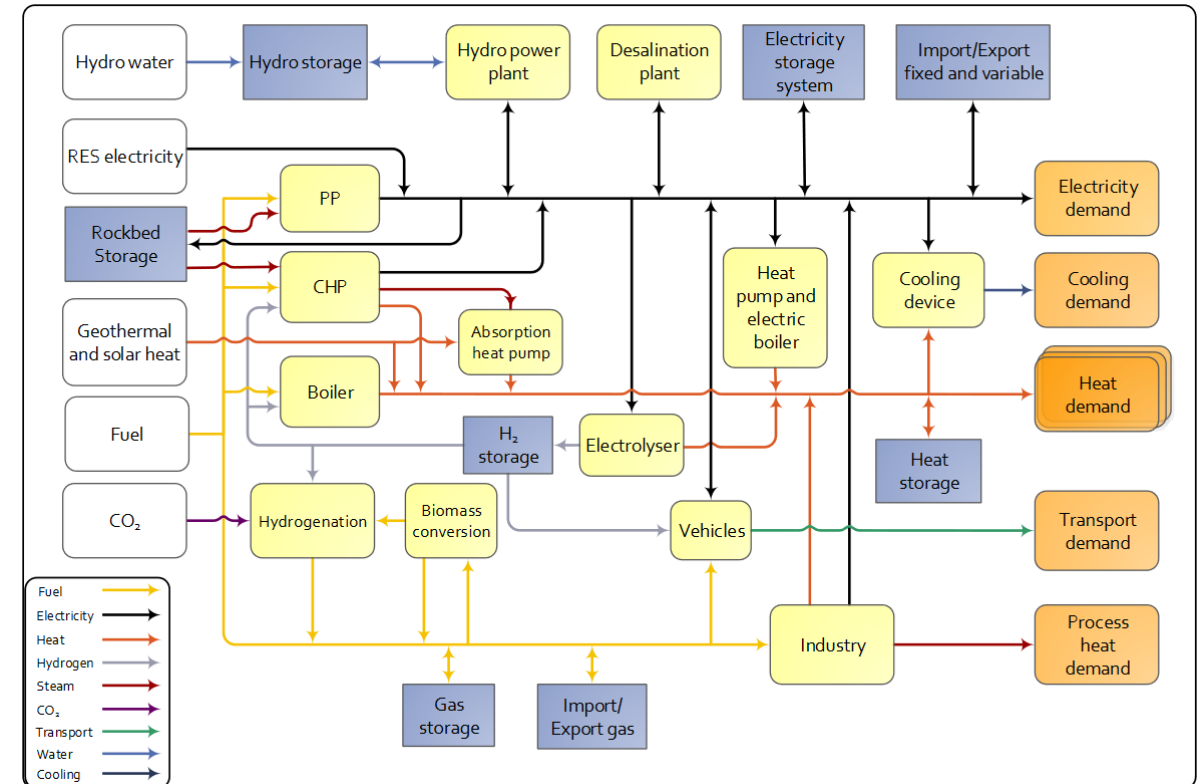 Hydro water
Hydro storage
Hydro power
plant
Desalination
plant
Electricity
storage
system
Import/Export
fixed and variable
RES electricity
PP
Electricity
demand
Rockbed
Storage
CHP
Heat
pump and
electric
boiler
Cooling
device
Cooling
demand
Geothermal
and solar heat
Absorption
heat pump
Boiler
Heat
demand
Fuel
H₂
storage
Electrolyser
Heat
storage
CO₂
Hydrogenation
Biomass
conversion
Vehicles
Transport
demand
Industry
Process
heat
demand
Gas
storage
Import/
Export gas
Fuel
Electricity
Heat
Hydrogen
Steam
CO₂
Transport
Water
Cooling